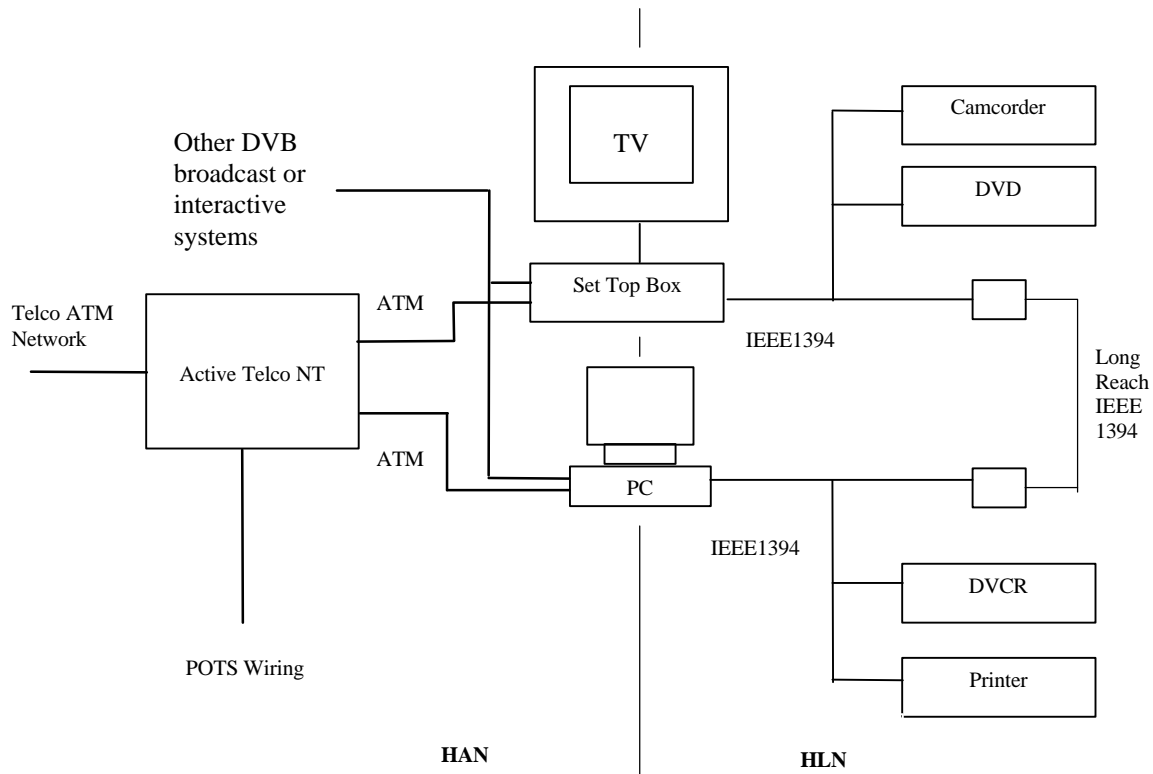 Camcorder
Other DVB
broadcast or
interactive
systems
TV
DVD
Set Top Box
ATM
Telco ATM
Network
IEEE1394
Active Telco NT
Long
Reach
IEEE
1394
ATM
PC
IEEE1394
DVCR
POTS Wiring
Printer
HAN
HLN